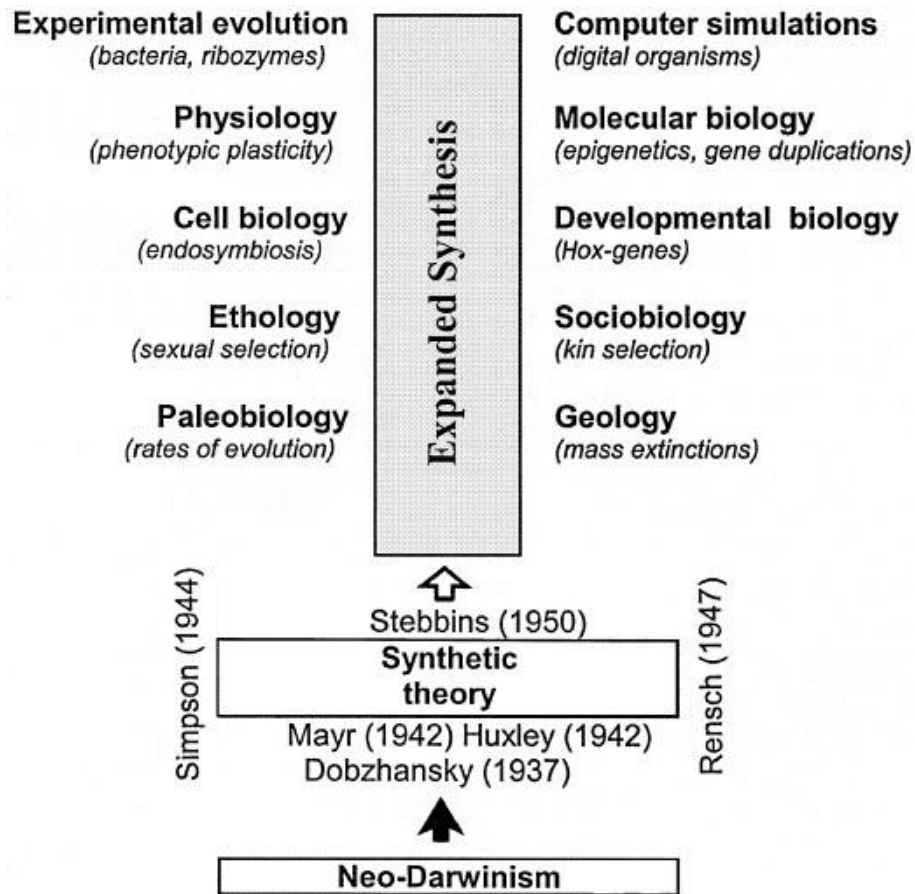 Experimental evolution
(bacteria, ribozymes)
Physiology
(phenotypic plasticity)
Cell biology
(endosymbiosis)
Ethology
(sexual selection)
Paleobiology
(rates of evolution)
Expanded Synthesis
Computer simulations
(digital organisms)
Molecular biology
(epigenetics, gene duplications)
Developmental biology
(Hox-genes)
Sociobiology
(kin selection)
Geology
(mass extinctions)
Simpson (1944)
Stebbins (1950)
Synthetic
theory
Mayr (1942) Huxley (1942)
Dobzhansky (1937)
Rensch (1947)
Neo-Darwinism